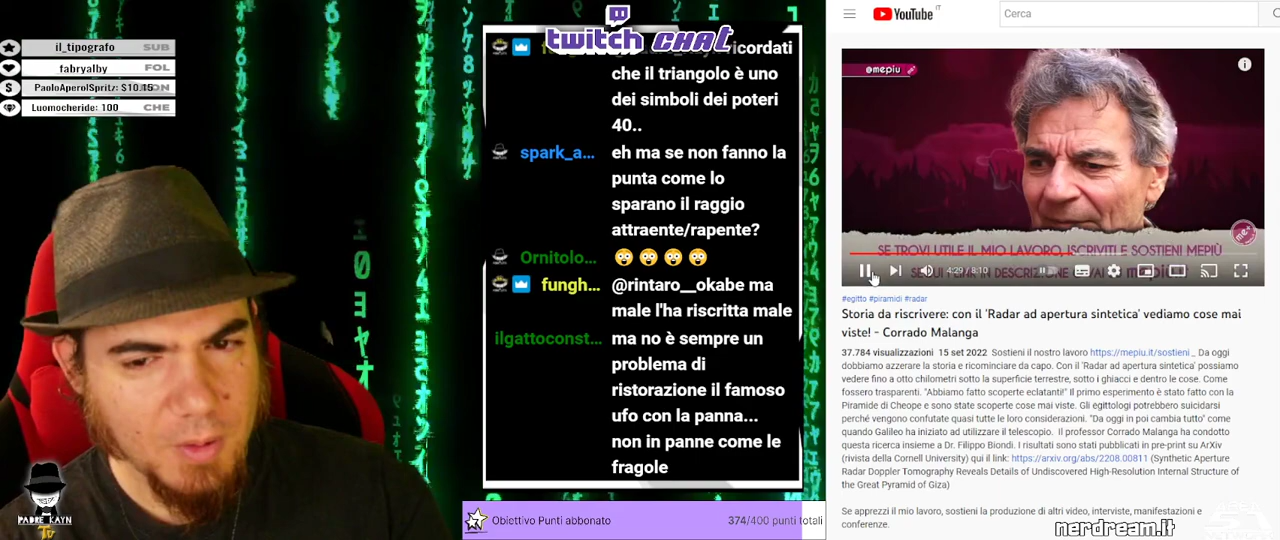 il_tipografo SUB
fabryalby FOL
PaoloAperolSpritz: $10.15
Luomocheride: 100 CHE
PADRE KAYN
Tv
twitch CHAT
ricordati
che il triangolo è uno
dei simboli dei poteri
40..
spark_a... eh ma se non fanno la
punta come lo
sparano il raggio
attraente/rapente?
Ornitolo... 😳 😳 😳 😳
fungh... @rintaro__okabe ma
male l'ha riscritta male
ilgattoconst... ma no è sempre un
problema di
ristorazione il famoso
ufo con la panna...
non in panne come le
fragole
Obiettivo Punti abbonato 374/400 punti totali
YouTube IT
Cerca
@mepiu
SE TROVI UTILE IL MIO LAVORO, ISCRIVITI E SOSTIENI MEPIÙ
4:29 / 8:10
me+
#egitto #piramidi #radar
Storia da riscrivere: con il 'Radar ad apertura sintetica' vediamo cose mai
viste! - Corrado Malanga
37.784 visualizzazioni 15 set 2022 Sostieni il nostro lavoro https://mepiu.it/sostieni_ Da oggi
dobbiamo azzerare la storia e ricominciare da capo. Con il 'Radar ad apertura sintetica' possiamo
vedere fino a otto chilometri sotto la superficie terrestre, sotto i ghiacci e dentro le cose. Come
fossero trasparenti. "Abbiamo fatto scoperte eclatanti!" Il primo esperimento è stato fatto con la
Piramide di Cheope e sono state scoperte cose mai viste. Gli egittologi potrebbero suicidarsi
perché vengono confutate quasi tutte le loro considerazioni. "Da oggi in poi cambia tutto" come
quando Galileo ha iniziato ad utilizzare il telescopio. Il professor Corrado Malanga ha condotto
questa ricerca insieme a Dr. Filippo Biondi. I risultati sono stati pubblicati in pre-print su ArXiv
(rivista della Cornell University) qui il link: https://arxiv.org/abs/2208.00811 (Synthetic Aperture
Radar Doppler Tomography Reveals Details of Undiscovered High-Resolution Internal Structure of
the Great Pyramid of Giza)
Se apprezzi il mio lavoro, sostieni la produzione di altri video, interviste, manifestazioni e
conferenze.
nerdream.it